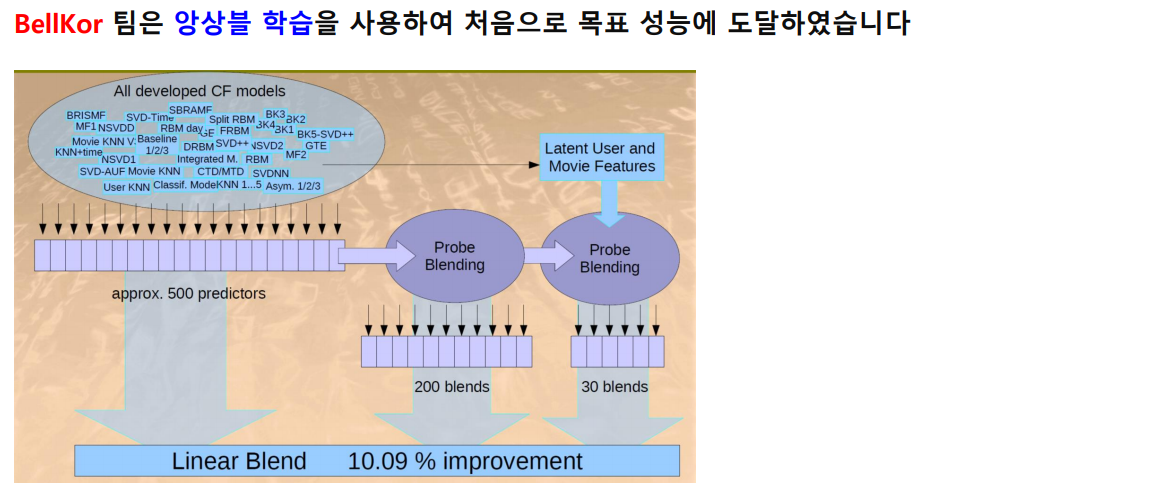 BellKor 팀은 앙상블 학습을 사용하여 처음으로 목표 성능에 도달하였습니다
All developed CF models
BRISMF
SVD-Time
SBRAMF
Split RBM
BK3
BK2
MF1
NSVDD
RBM day
FRBM
BK4
BK1
BK5-SVD++
Movie KNN V
Baseline
1/2/3
DRBM
SVD++
NSVD2
GTE
KNN+time
NSVD1
Integrated M.
RBM
MF2
SVD-AUF
Movie KNN
CTD/MTD
SVDNN
User KNN
Classif. Mode
KNN 1...5
Asym. 1/2/3
Latent User and
Movie Features
Probe
Blending
Probe
Blending
approx. 500 predictors
200 blends
30 blends
Linear Blend 10.09 % improvement